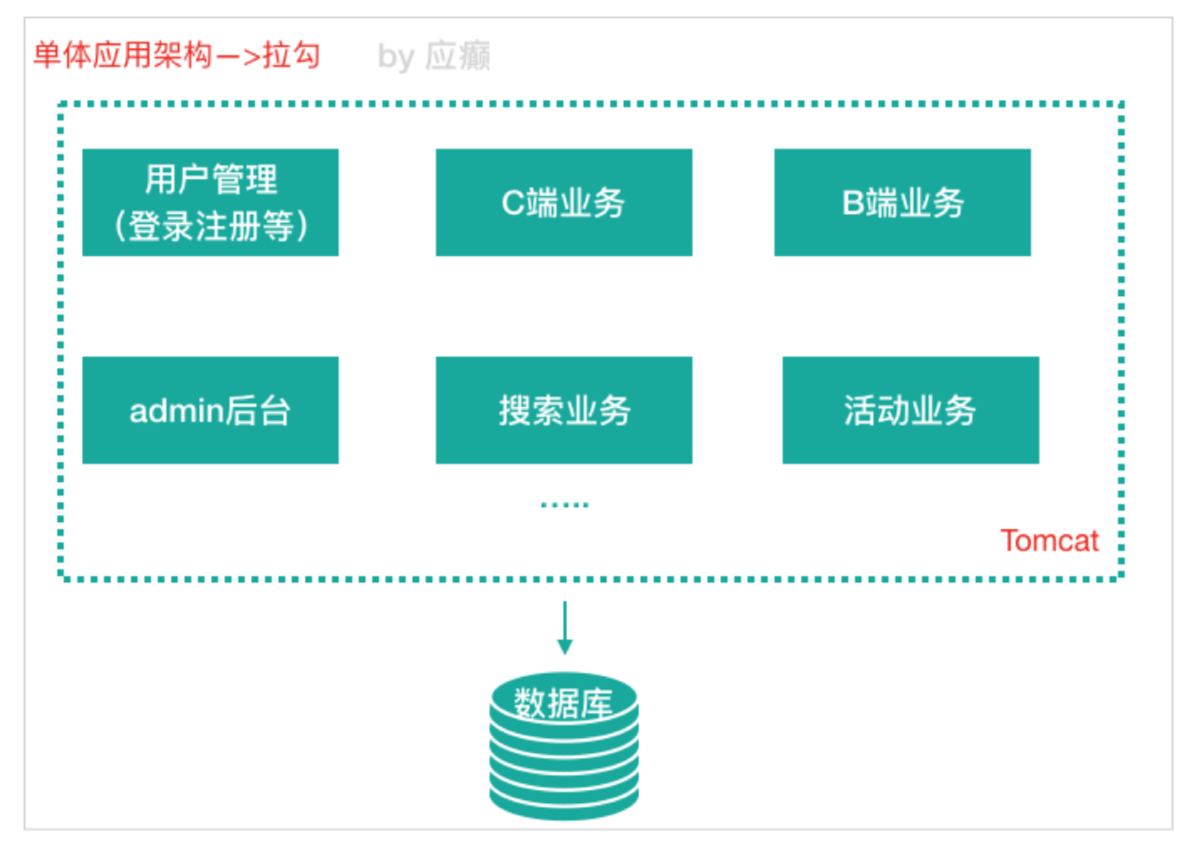 单体应用架构—>拉勾 by 应癫
用户管理
（登录注册等）
C端业务
B端业务
admin后台
搜索业务
活动业务
.....
Tomcat
数据库